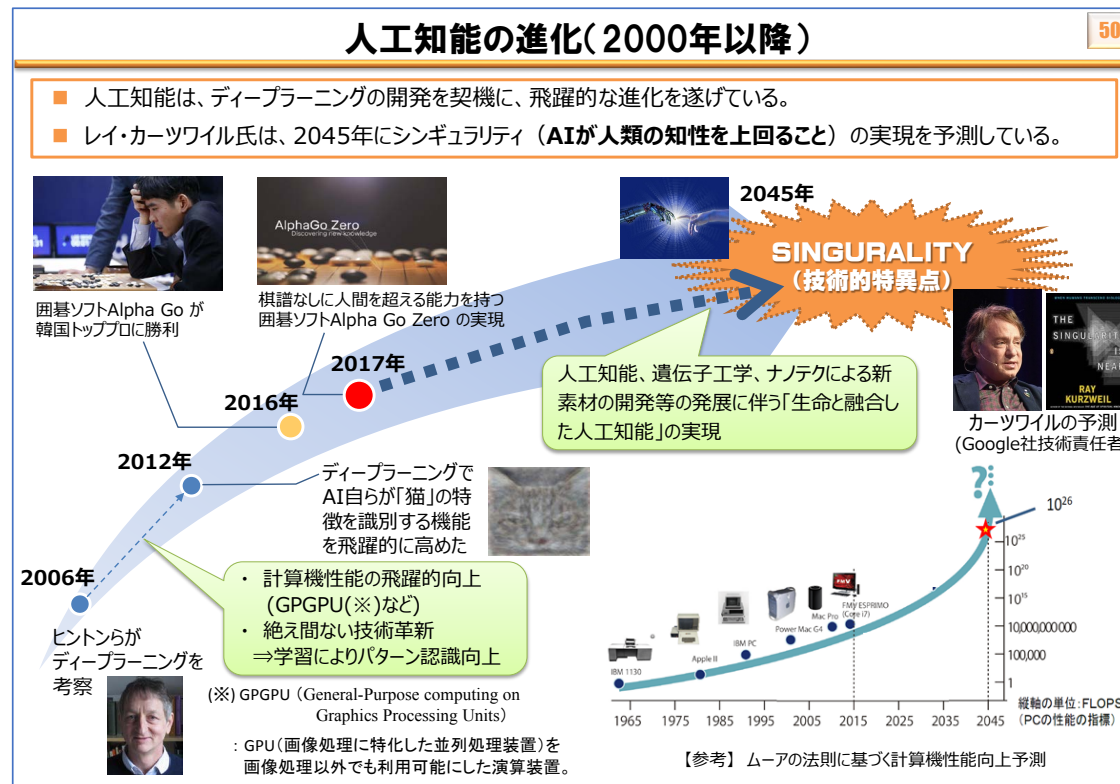 人工知能の進化(2000年以降)
50
■ 人工知能は、ディープラーニングの開発を契機に、飛躍的な進化を遂げている。
■ レイ・カーツワイル氏は、2045年にシンギュラリティ（AIが人類の知性を上回ること）の実現を予測している。
AlphaGo Zero
Discovering new knowledge
囲碁ソフトAlpha Go が
韓国トッププロに勝利
棋譜なしに人間を超える能力を持つ
囲碁ソフトAlpha Go Zero の実現
2045年
SINGURALITY
(技術的特異点)
2017年
2016年
2012年
2006年
人工知能、遺伝子工学、ナノテクによる新
素材の開発等の発展に伴う「生命と融合し
た人工知能」の実現
THE
SINGULARITY
IS
NEAR
RAY
KURZWEIL
カーツワイルの予測
(Google社技術責任者
ディープラーニングで
AI自らが「猫」の特
徴を識別する機能
を飛躍的に高めた
・ 計算機性能の飛躍的向上
(GPGPU(※)など)
・ 絶え間ない技術革新
⇒学習によりパターン認識向上
ヒントンらが
ディープラーニングを
考察
(※) GPGPU（General-Purpose computing on
Graphics Processing Units）
：GPU(画像処理に特化した並列処理装置)を
画像処理以外でも利用可能にした演算装置。
?
10²⁶
10²⁵
10²⁰
10¹⁵
10,000,000,000
100,000
1
IBM 1130
Apple II
IBM PC
Power Mac G4
Mac Pro
FMV ESPRIMO
(Core i7)
1965 1975 1985 1995 2005 2015 2025 2035 2045
縦軸の単位：FLOPS
(PCの性能の指標)
【参考】 ムーアの法則に基づく計算機性能向上予測